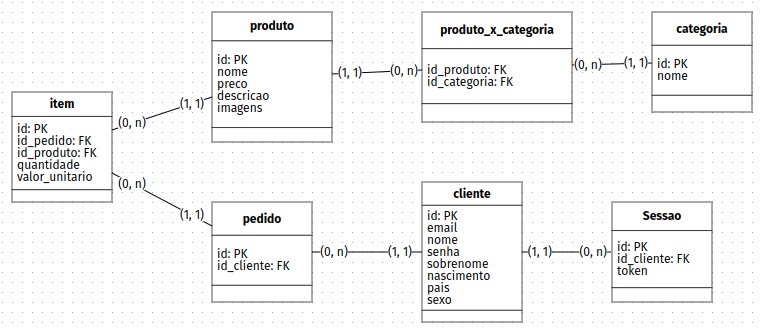 produto
id: PK
nome
preco
descricao
imagens
(1, 1)
(0, n)
produto_x_categoria
id_produto: FK
id_categoria: FK
(0, n)
(1, 1)
categoria
id: PK
nome
item
id: PK
id_pedido: FK
id_produto: FK
quantidade
valor_unitario
(0, n)
(1, 1)
(0, n)
(1, 1)
pedido
id: PK
id_cliente: FK
(0, n)
(1, 1)
cliente
id: PK
email
nome
senha
sobrenome
nascimento
pais
sexo
(1, 1)
(0, n)
Sessao
id: PK
id_cliente: FK
token